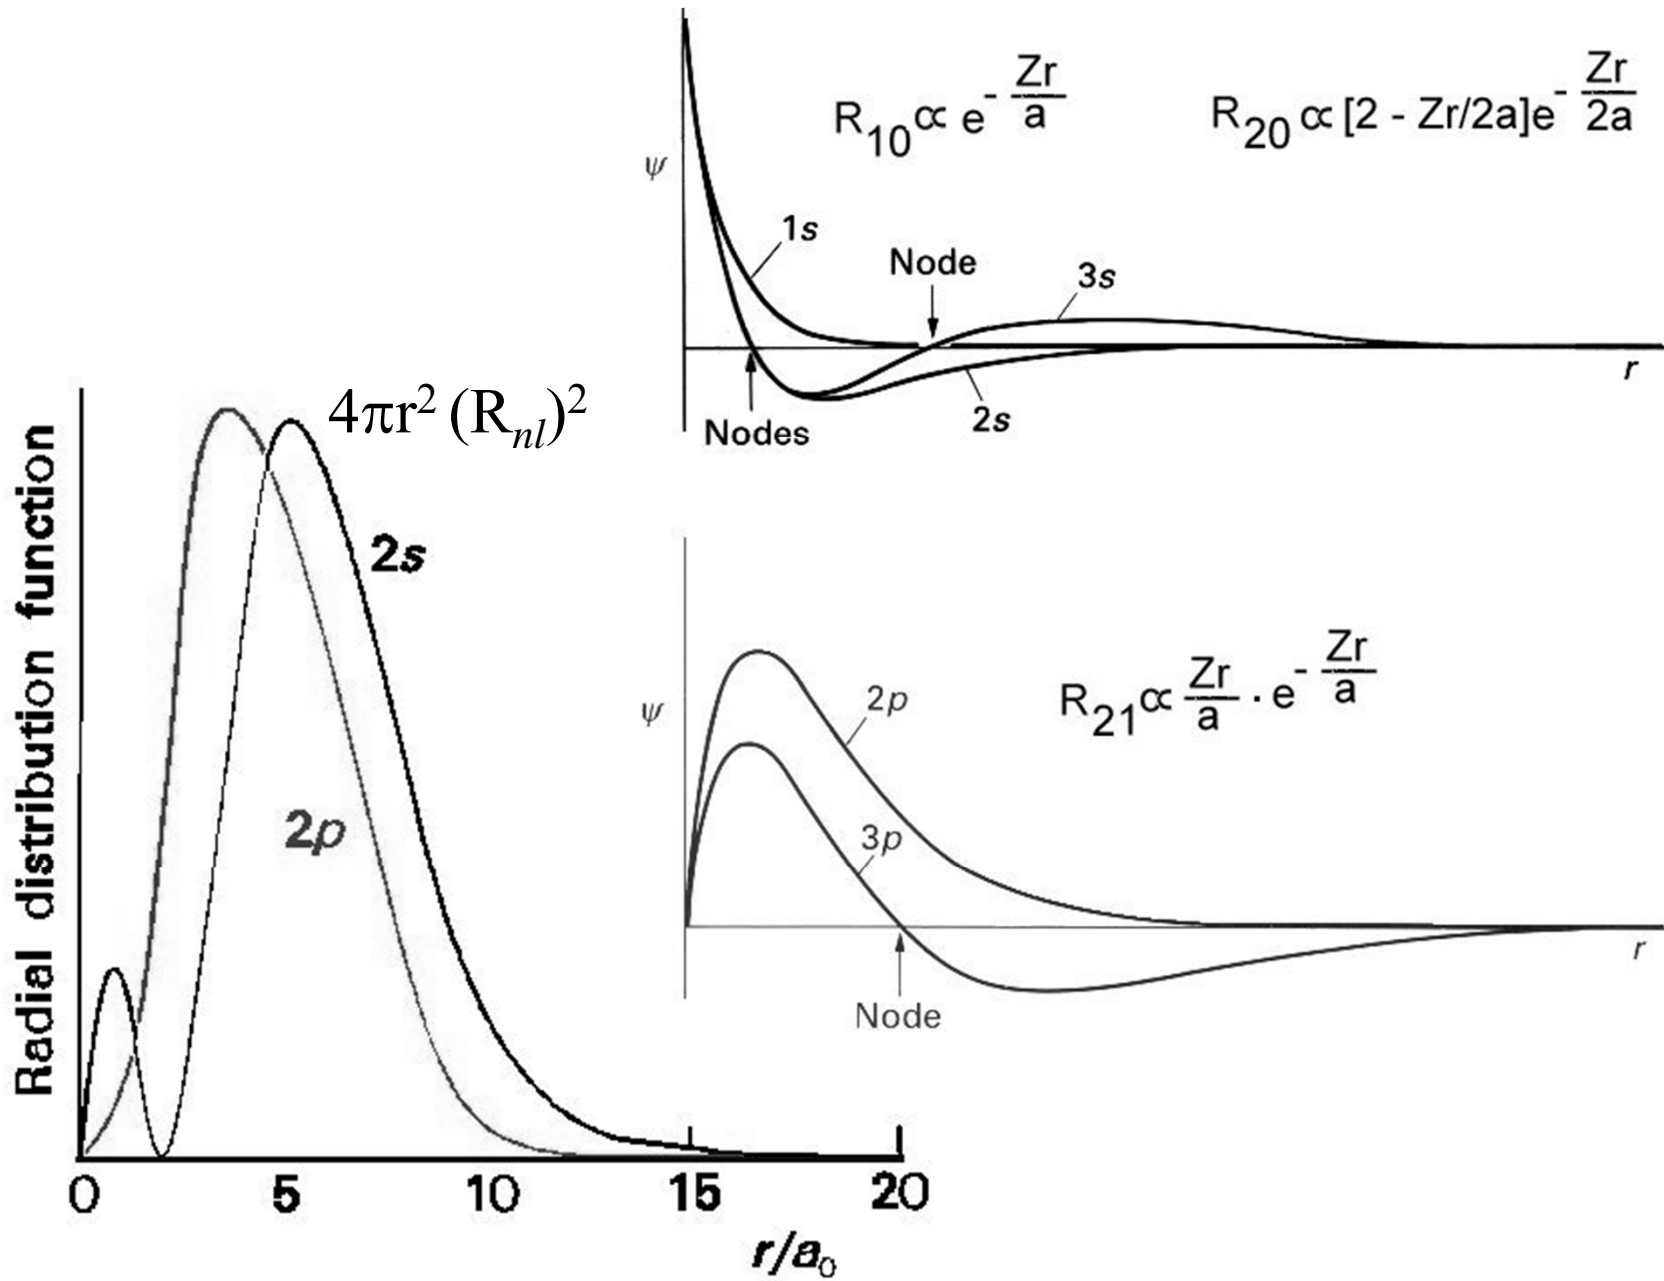 R₁₀ ∝ e^(- Zr/a)
R₂₀ ∝ [2 - Zr/2a]e^(- Zr/2a)
ψ
1s
Node
3s
r
2s
Nodes
4πr² (Rₙₗ)²
Radial distribution function
2s
2p
ψ
2p
R₂₁ ∝ Zr/a · e^(- Zr/a)
3p
r
Node
0 5 10 15 20
r/a₀